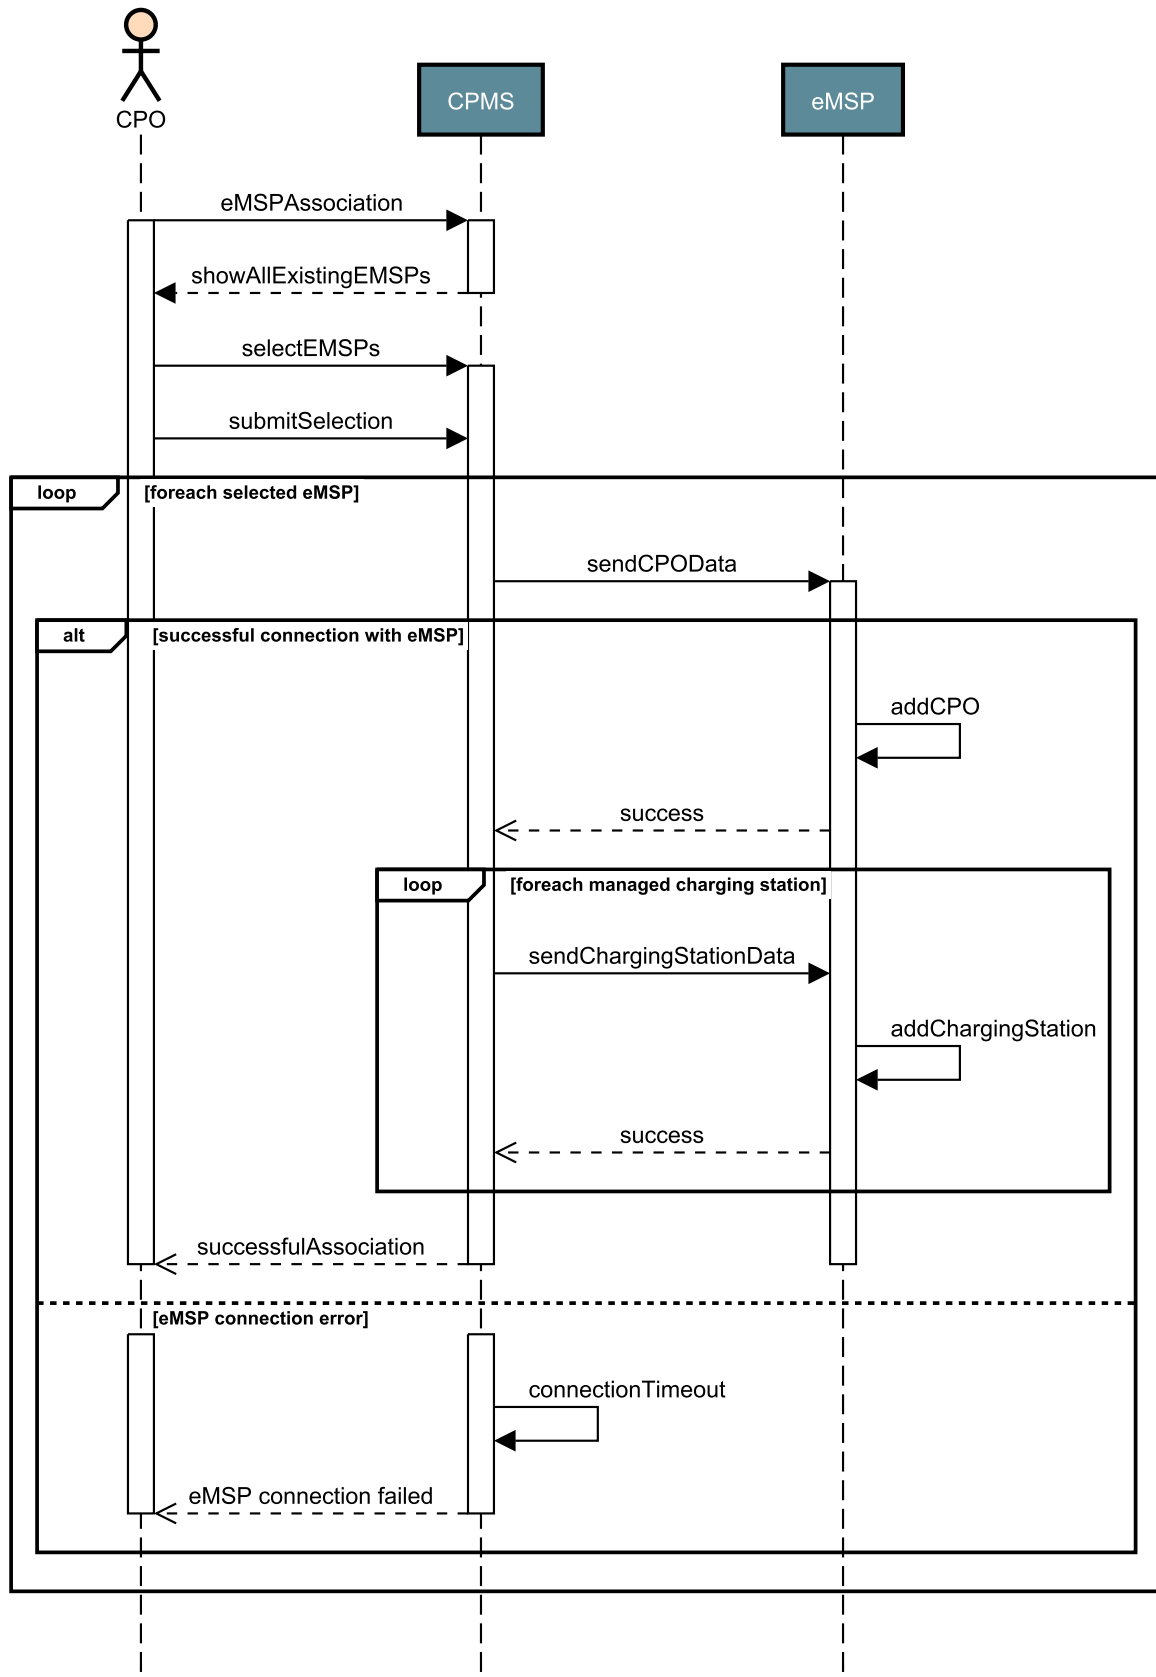 CPO
CPMS
eMSP
eMSPAssociation
showAllExistingEMSPs
selectEMSPs
submitSelection
loop
[foreach selected eMSP]
sendCPOData
alt
[successful connection with eMSP]
addCPO
success
loop
[foreach managed charging station]
sendChargingStationData
addChargingStation
success
successfulAssociation
[eMSP connection error]
connectionTimeout
eMSP connection failed